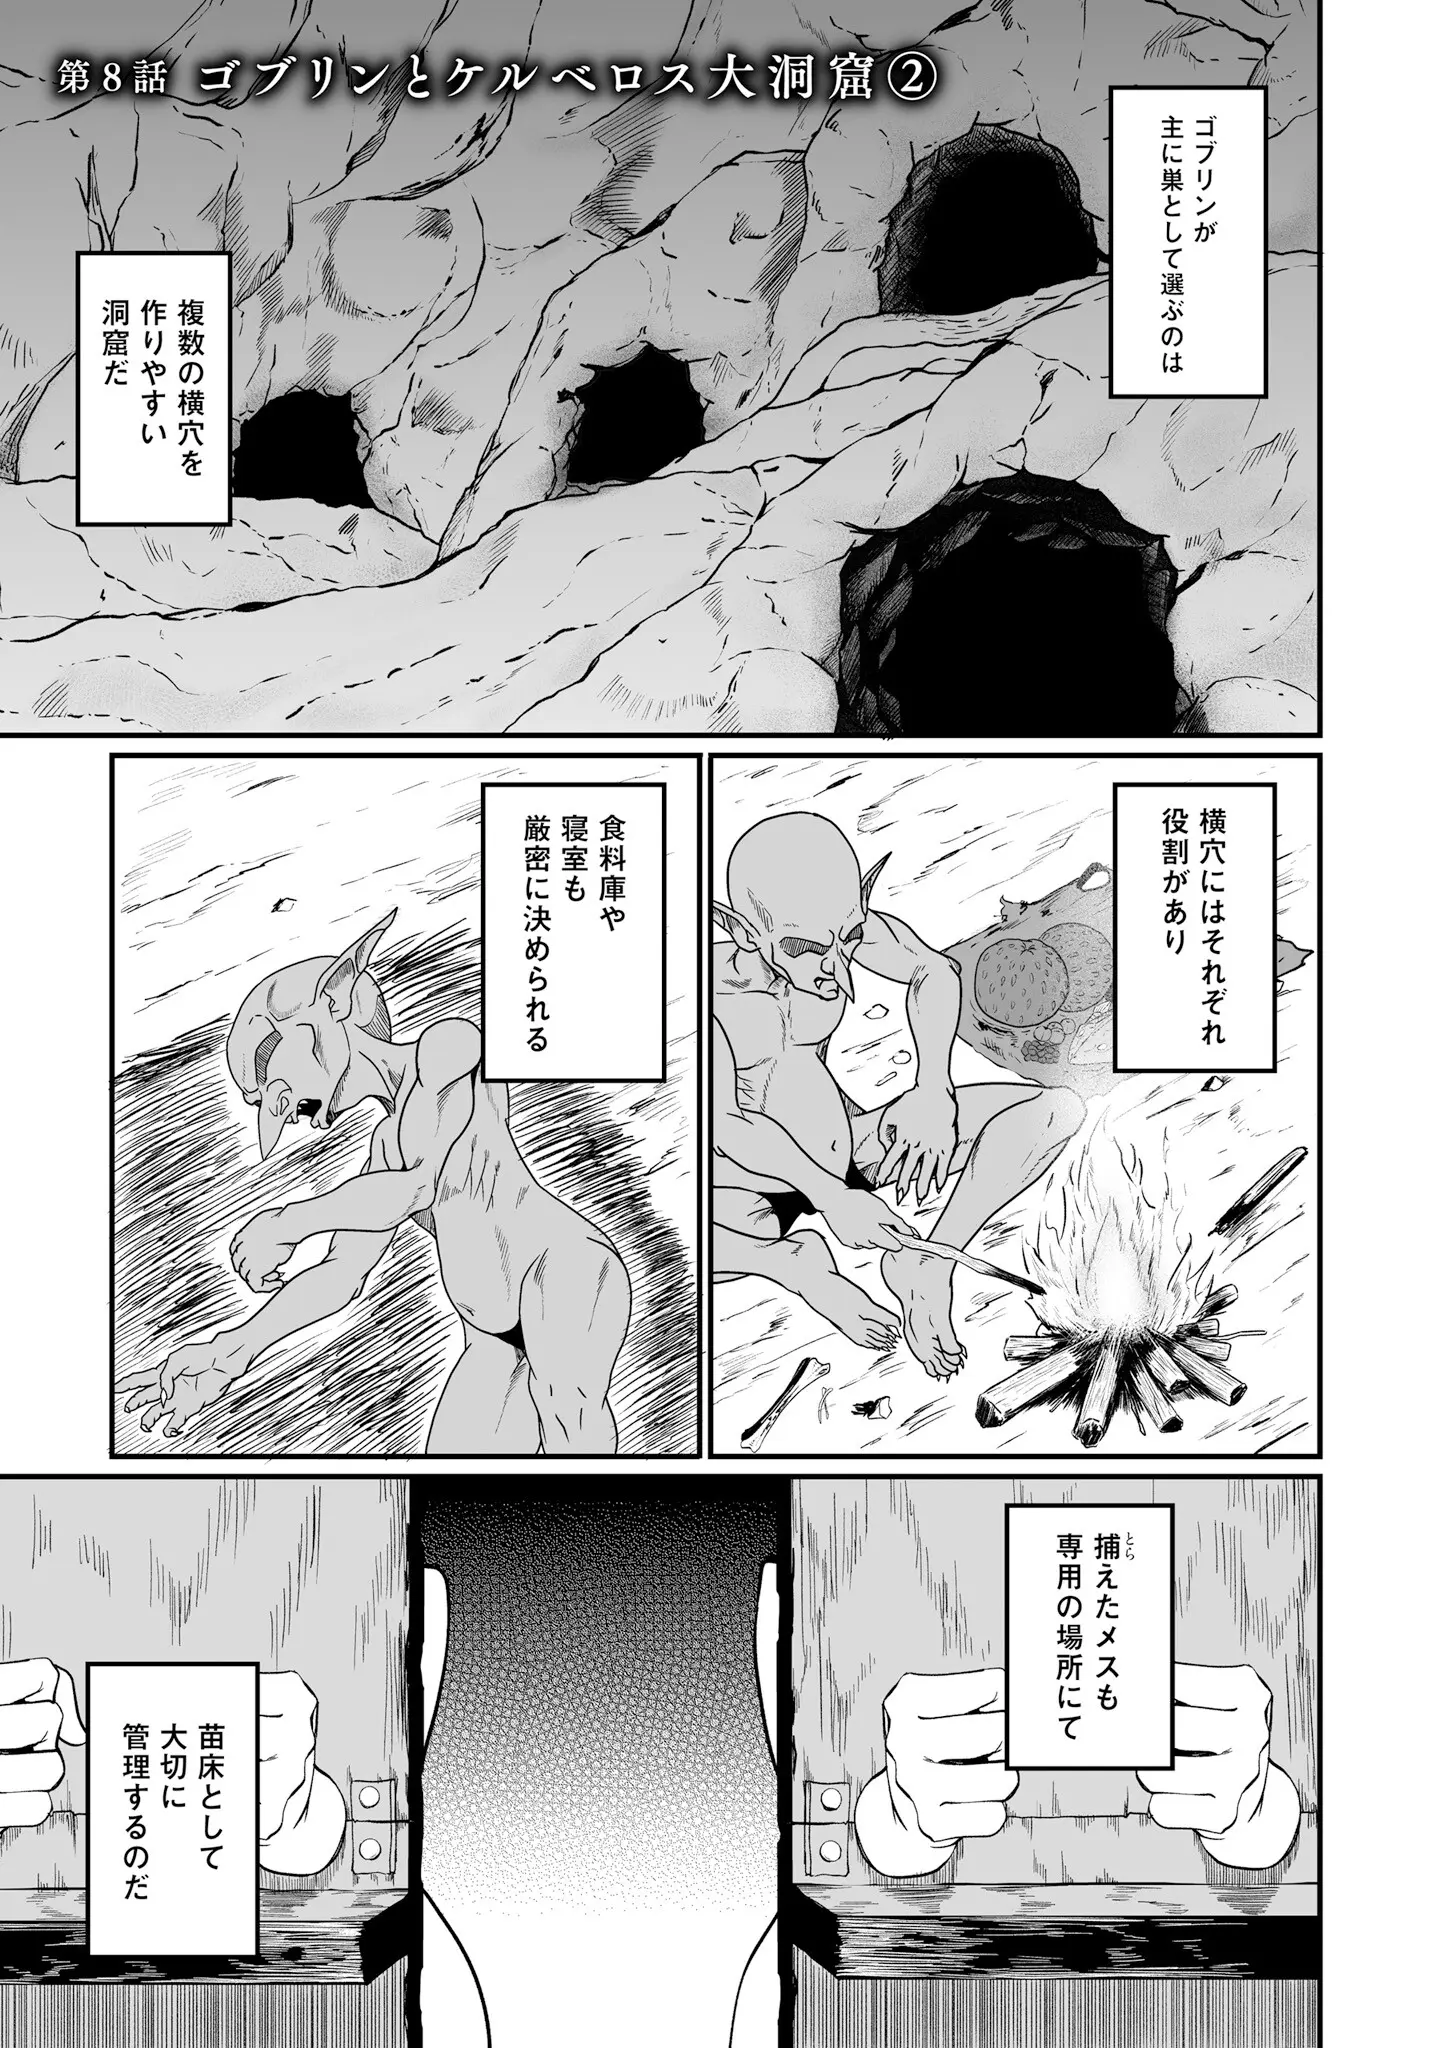 第8話 ゴブリンとケルベロス大洞窟②
ゴブリンが
主に巣として選ぶのは
複数の横穴を
作りやすい
洞窟だ
横穴にはそれぞれ
役割があり
食料庫や
寝室も
厳密に決められる
捕えたメスも
とら
専用の場所にて
苗床として
大切に
管理するのだ